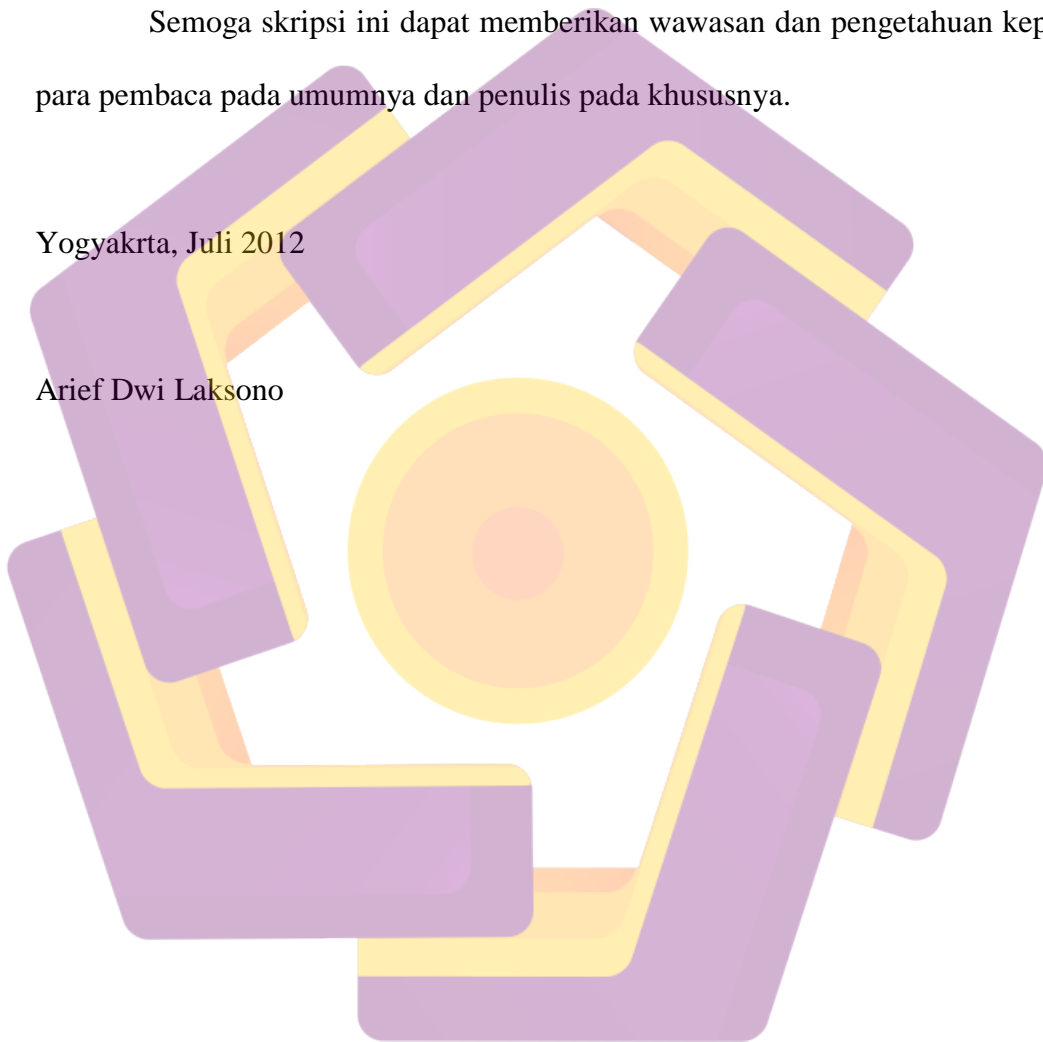 Semoga skripsi ini dapat memberikan wawasan dan pengetahuan kep
para pembaca pada umumnya dan penulis pada khususnya.
Yogyakrta, Juli 2012
Arief Dwi Laksono